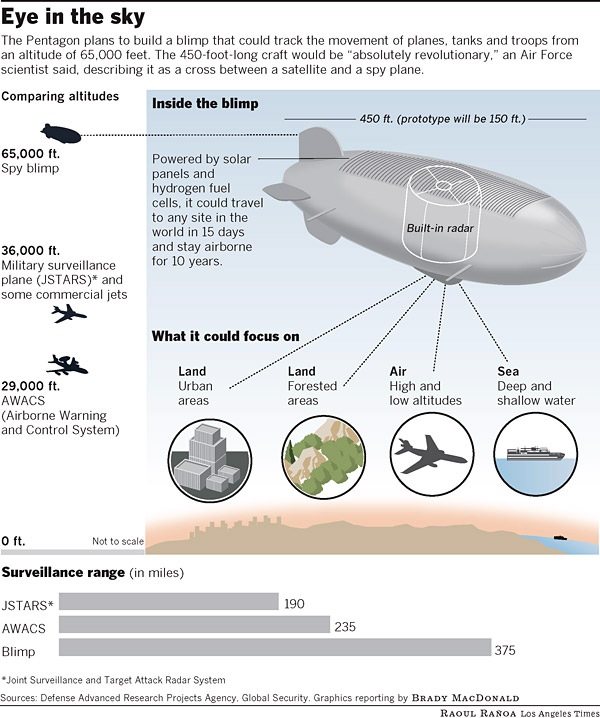 Eye in the sky
The Pentagon plans to build a blimp that could track the movement of planes, tanks and troops from
an altitude of 65,000 feet. The 450-foot-long craft would be “absolutely revolutionary,” an Air Force
scientist said, describing it as a cross between a satellite and a spy plane.
Comparing altitudes
65,000 ft.
Spy blimp
36,000 ft.
Military surveillance
plane (JSTARS)* and
some commercial jets
29,000 ft.
AWACS
(Airborne Warning
and Control System)
0 ft.
Not to scale
Inside the blimp
450 ft. (prototype will be 150 ft.)
Powered by solar
panels and
hydrogen fuel
cells, it could travel
to any site in the
world in 15 days
and stay airborne
for 10 years.
Built-in radar
What it could focus on
Land
Urban
areas
Land
Forested
areas
Air
High and
low altitudes
Sea
Deep and
shallow water
Surveillance range (in miles)
JSTARS* 190
AWACS 235
Blimp 375
*Joint Surveillance and Target Attack Radar System
Sources: Defense Advanced Research Projects Agency, Global Security. Graphics reporting by BRADY MACDONALD
RAOUL RAÑOA Los Angeles Times